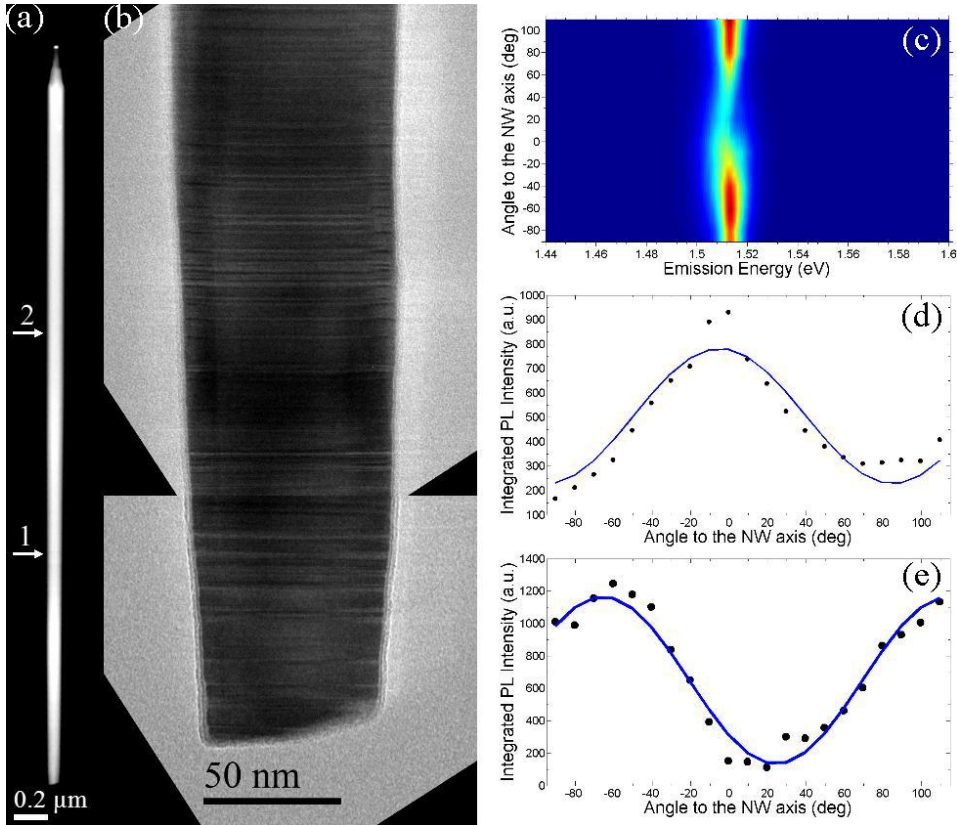 (a)
2
1
0.2 µm
(b)
50 nm
(c)
Angle to the NW axis (deg)
100
80
60
40
20
0
-20
-40
-60
-80
1.44 1.46 1.48 1.5 1.52 1.54 1.56 1.58 1.6
Emission Energy (eV)
(d)
Integrated PL Intensity (a.u.)
1000
900
800
700
600
500
400
300
200
100
-80 -60 -40 -20 0 20 40 60 80 100
Angle to the NW axis (deg)
(e)
Integrated PL Intensity (a.u.)
1400
1200
1000
800
600
400
200
0
-80 -60 -40 -20 0 20 40 60 80 100
Angle to the NW axis (deg)